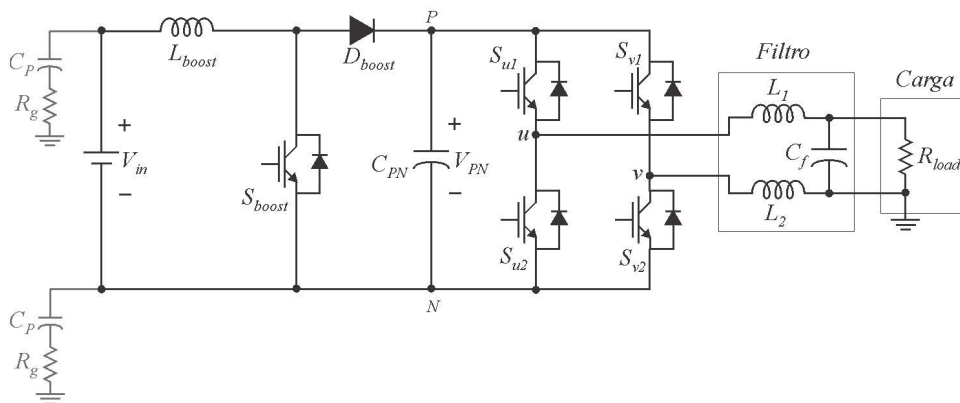 P
C_P
R_g
L_boost
D_boost
S_u1
S_v1
Filtro
Carga
L_1
+
V_in
−
S_boost
C_PN
+
V_PN
−
u
v
C_f
R_load
L_2
S_u2
S_v2
N
C_P
R_g